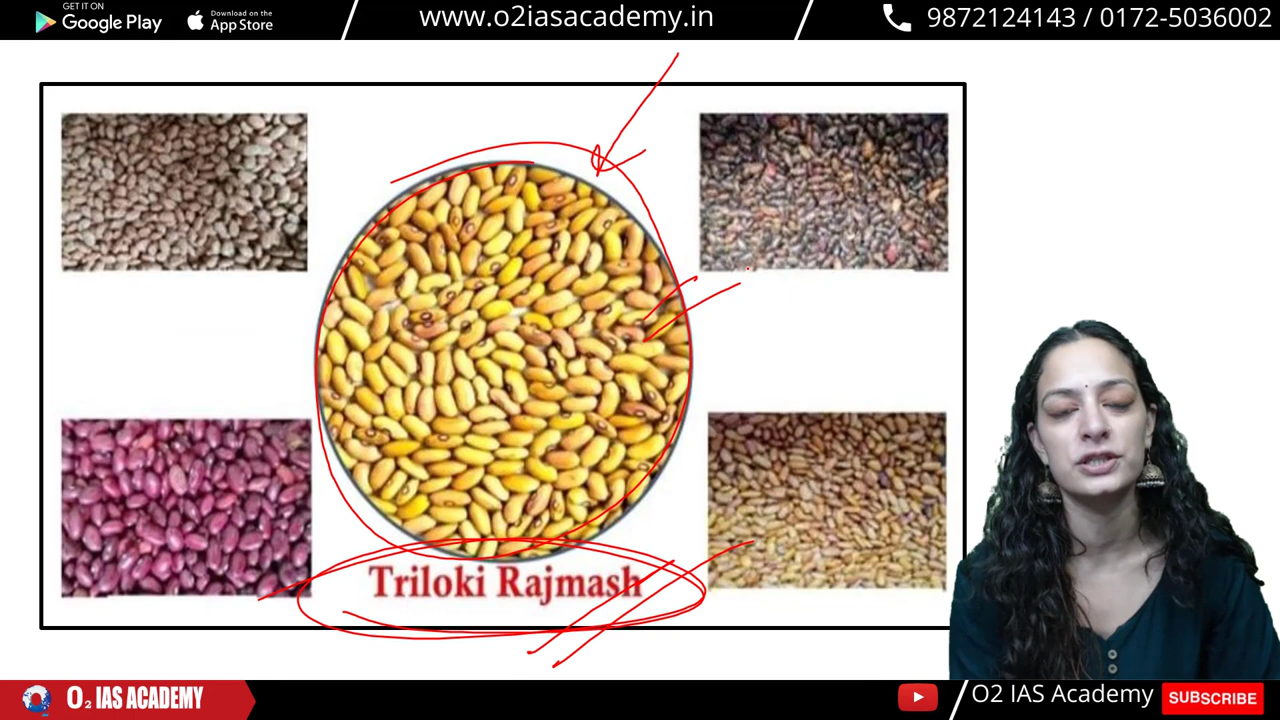 GET IT ON
Google Play
Download on the
App Store
www.o2iasacademy.in
9872124143 / 0172-5036002
Triloki Rajmash
O2 IAS ACADEMY
O2 IAS Academy
SUBSCRIBE